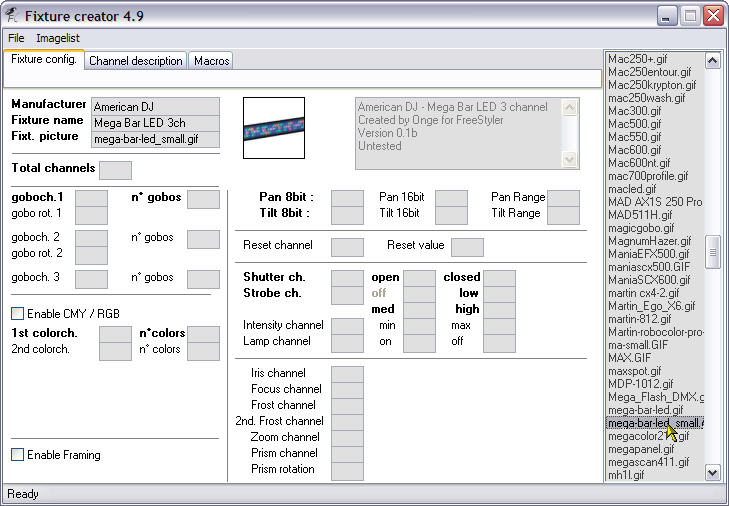 Fixture creator 4.9
File Imagelist
Fixture config. Channel description Macros
Manufacturer American DJ
Fixture name Mega Bar LED 3ch
Fixt. picture mega-bar-led_small.gif
American DJ - Mega Bar LED 3 channel
Created by Onge for FreeStyler
Version 0.1b
Untested
Total channels
goboch.1 n° gobos
gobo rot. 1
goboch. 2 n° gobos
gobo rot. 2
goboch. 3 n° gobos
Enable CMY / RGB
1st colorch. n°colors
2nd colorch. n° colors
Enable Framing
Pan 8bit : Pan 16bit Pan Range
Tilt 8bit : Tilt 16bit Tilt Range
Reset channel Reset value
Shutter ch. open closed
Strobe ch. off low
med high
Intensity channel min max
Lamp channel on off
Iris channel
Focus channel
Frost channel
2nd. Frost channel
Zoom channel
Prism channel
Prism rotation
Mac250+.gif
Mac250entour.gif
Mac250krypton.gif
mac250wash.gif
Mac300.gif
Mac500.gif
Mac550.gif
Mac600.gif
Mac600nt.gif
mac700profile.gif
macled.gif
MAD AX1S 250 Pro
MAD511H.gif
magicgobo.gif
MagnumHazer.gif
ManiaEFX500.gif
maniascx500.GIF
ManiaSCX600.gif
martin cx4-2.gif
Martin_Ego_X6.gif
martin-812.gif
Martin-robocolor-pro-
ma-small.GIF
MAX.GIF
maxspot.gif
MDP-1012.gif
Mega_Flash_DMX.g
mega-bar-led.gif
mega-bar-led_small.
megapanel.gif
megascan411.gif
mh1l.gif
Ready